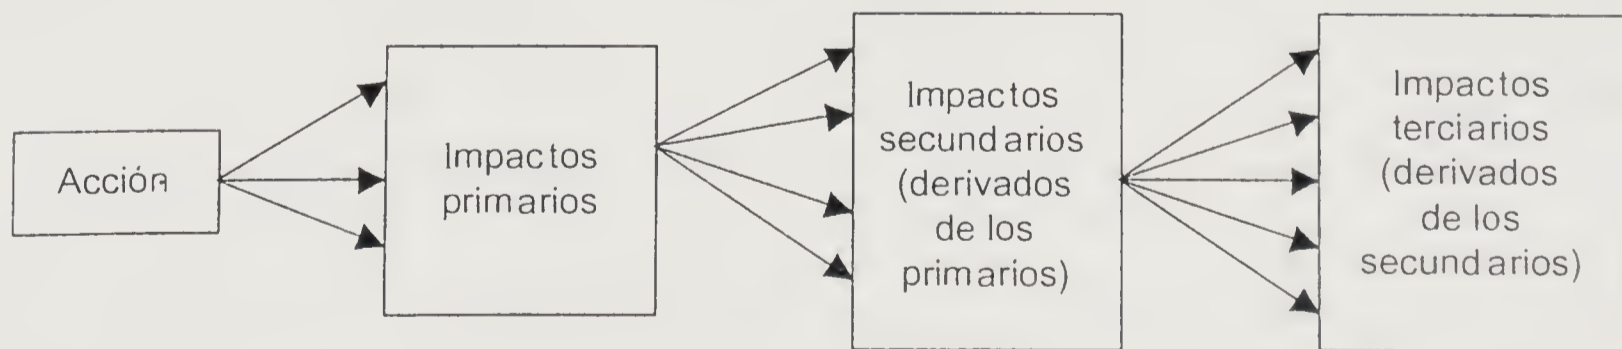 Acción
Impactos
primarios
Impactos
secundarios
(derivados
de los
primarios)
Impactos
terciarios
(derivados
de los
secundarios)